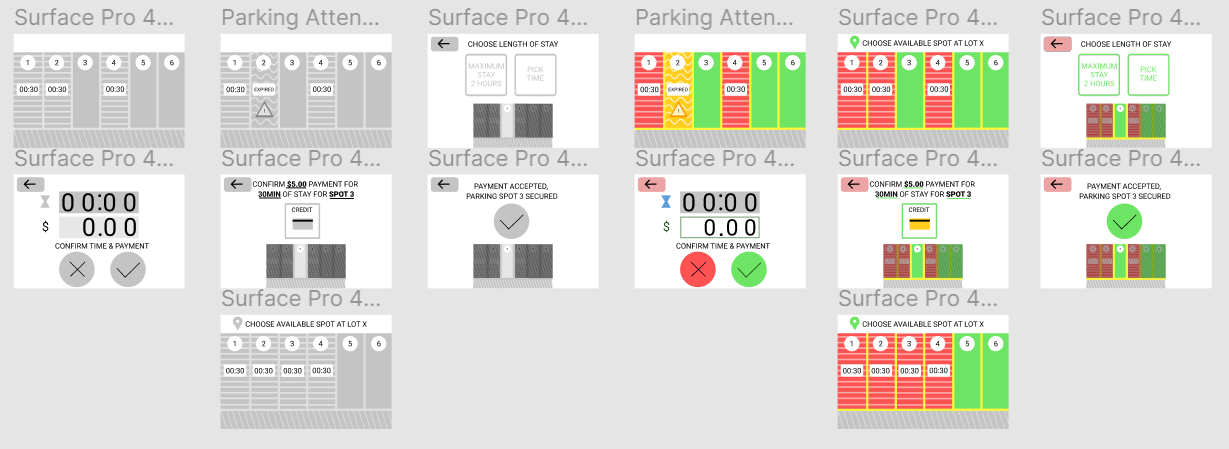 Surface Pro 4...
Parking Atten...
Surface Pro 4...
Parking Atten...
Surface Pro 4...
Surface Pro 4...
1 2 3 4 5 6
00:30 00:30 00:30
1 2 3 4 5 6
00:30 EXPIRED 00:30
CHOOSE LENGTH OF STAY
MAXIMUM
STAY
2 HOURS
PICK
TIME
1 2 3 4 5 6
00:30 EXPIRED 00:30
CHOOSE AVAILABLE SPOT AT LOT X
1 2 3 4 5 6
00:30 00:30 00:30
CHOOSE LENGTH OF STAY
MAXIMUM
STAY
2 HOURS
PICK
TIME
Surface Pro 4...
Surface Pro 4...
Surface Pro 4...
Surface Pro 4...
Surface Pro 4...
Surface Pro 4...
00:00
$ 0.00
CONFIRM TIME & PAYMENT
CONFIRM $5.00 PAYMENT FOR
30MIN OF STAY FOR SPOT 3
CREDIT
PAYMENT ACCEPTED,
PARKING SPOT 3 SECURED
00:00
$ 0.00
CONFIRM TIME & PAYMENT
CONFIRM $5.00 PAYMENT FOR
30MIN OF STAY FOR SPOT 3
CREDIT
PAYMENT ACCEPTED,
PARKING SPOT 3 SECURED
Surface Pro 4...
Surface Pro 4...
CHOOSE AVAILABLE SPOT AT LOT X
1 2 3 4 5 6
00:30 00:30 00:30 00:30
CHOOSE AVAILABLE SPOT AT LOT X
1 2 3 4 5 6
00:30 00:30 00:30 00:30